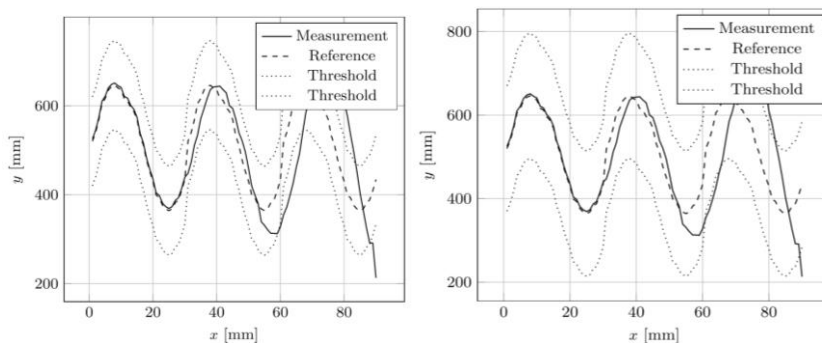 Measurement
Reference
Threshold
Threshold
600
400
200
0
20
40
60
80
x [mm]
y [mm]
Measurement
Reference
Threshold
Threshold
800
600
400
200
0
20
40
60
80
x [mm]
y [mm]